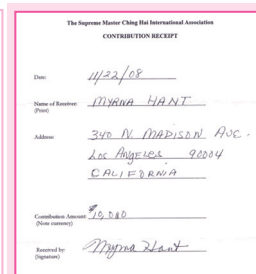 The Supreme Master Ching Hai International Association
CONTRIBUTION RECEIPT
Date: 11/22/08
Name of Receiver: MYRNA HANT
(Print)
Address: 340 N. MADISON AVE.
LOS ANGELES 90004
CALIFORNIA
Contribution Amount: $10,000
(Note currency)
Received by: Myrna Hant
(Signature)